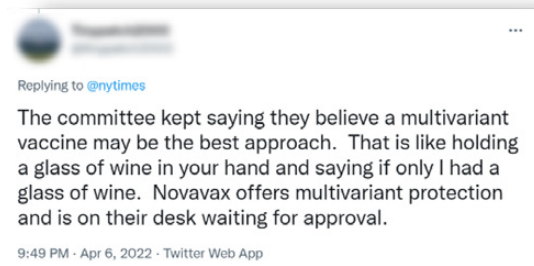 Replying to @nytimes
The committee kept saying they believe a multivariant
vaccine may be the best approach.  That is like holding
a glass of wine in your hand and saying if only I had a
glass of wine.  Novavax offers multivariant protection
and is on their desk waiting for approval.
9:49 PM · Apr 6, 2022 · Twitter Web App